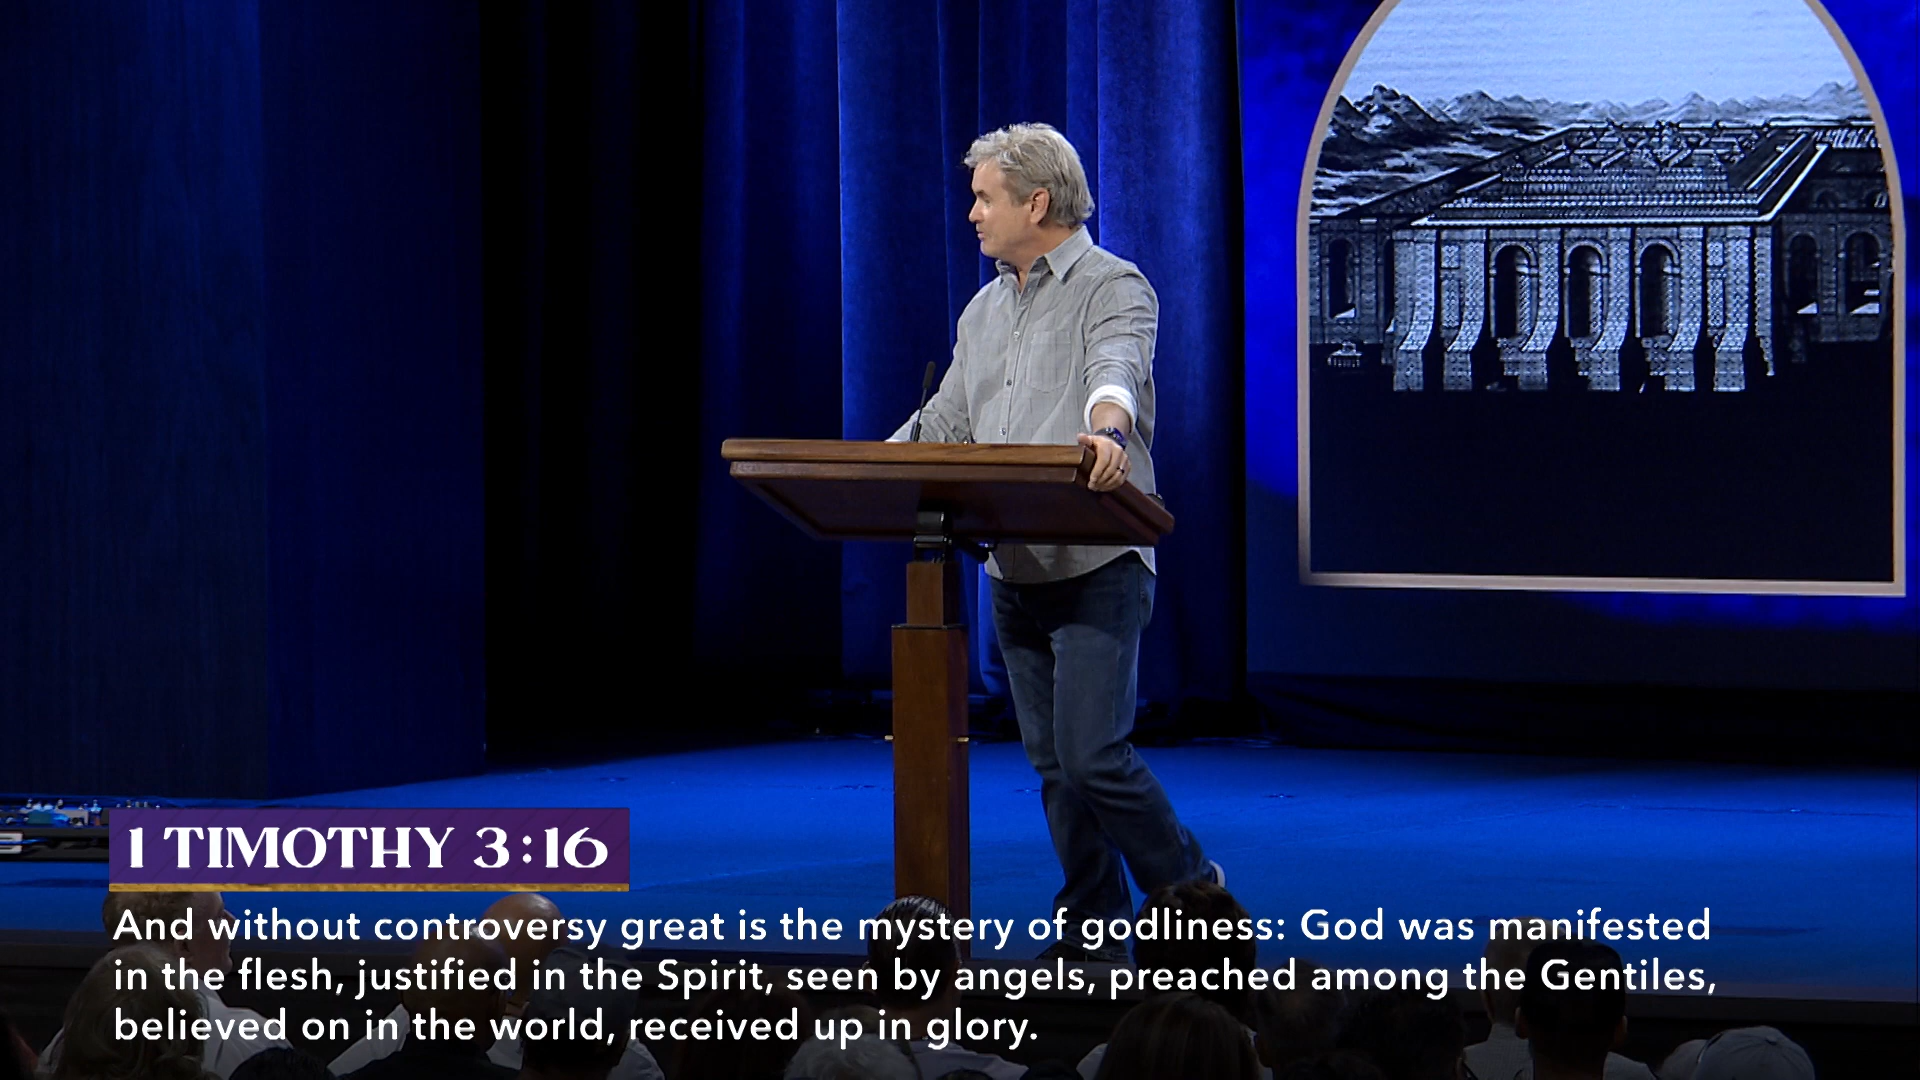 1 TIMOTHY 3:16
And without controversy great is the mystery of godliness: God was manifested
in the flesh, justified in the Spirit, seen by angels, preached among the Gentiles,
believed on in the world, received up in glory.